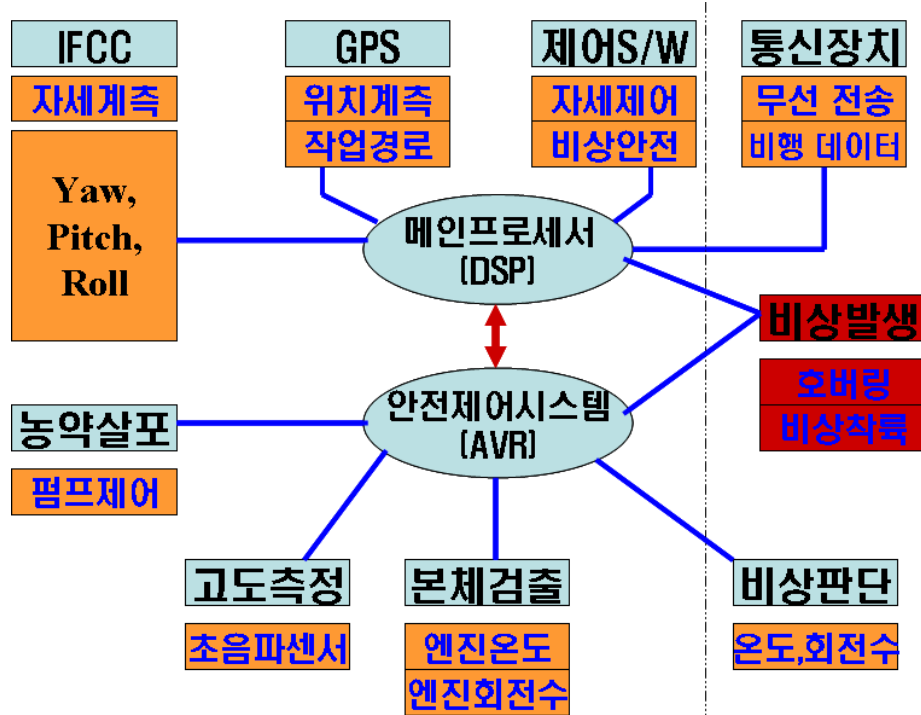 IFCC
자세계측
Yaw,
Pitch,
Roll
GPS
위치계측
작업경로
제어S/W
자세제어
비상안전
통신장치
무선 전송
비행 데이터
메인프로세서
(DSP)
비상발생
호버링
비상착륙
안전제어시스템
(AVR)
농약살포
펌프제어
고도측정
초음파센서
본체검출
엔진온도
엔진회전수
비상판단
온도,회전수